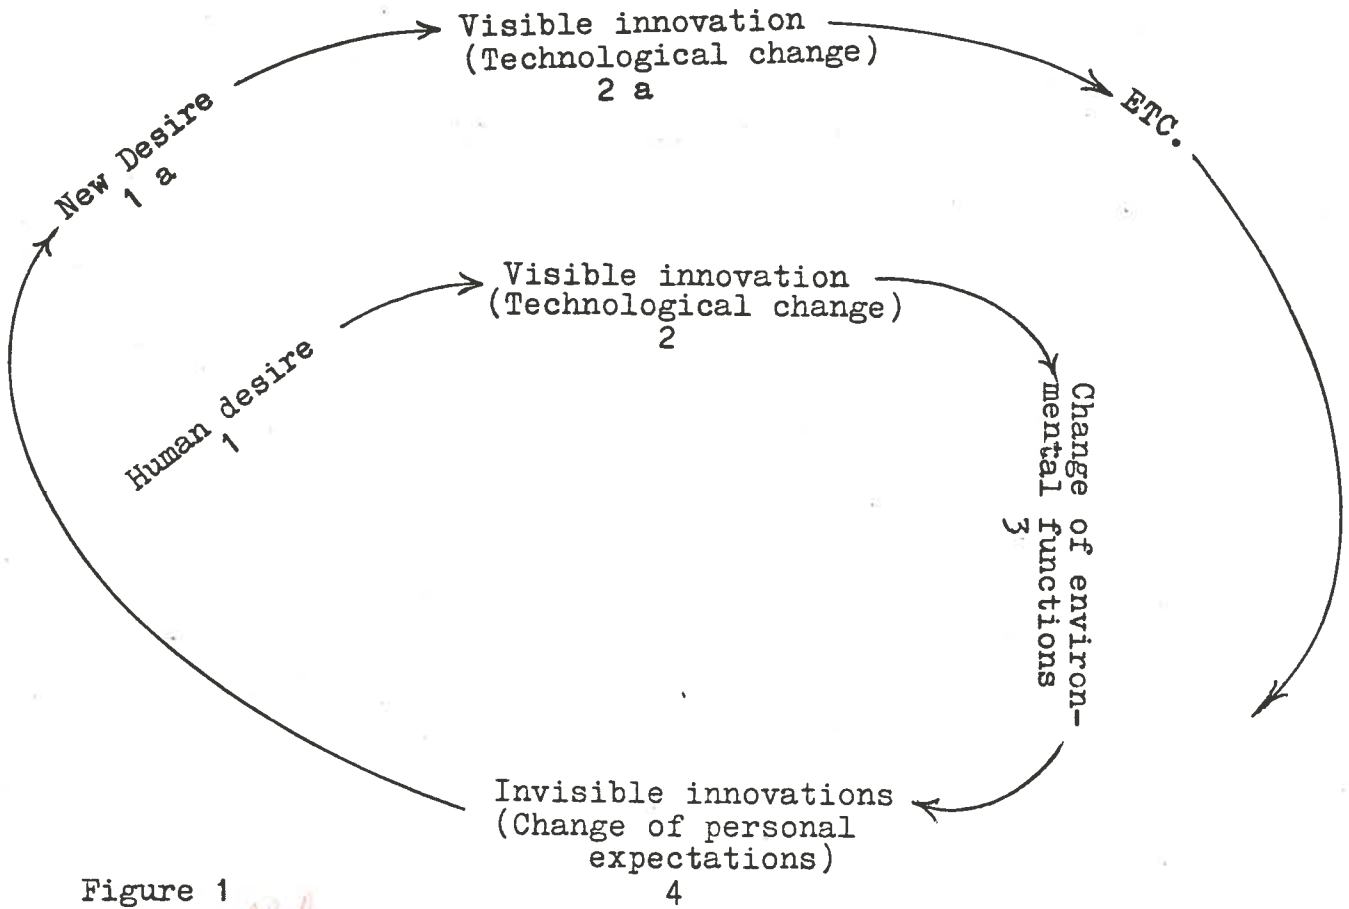 Visible innovation
(Technological change)
2 a
ETC.
New Desire
1 a
Visible innovation
(Technological change)
2
Human desire
1
Change of environ-
mental functions
3
Invisible innovations
(Change of personal
expectations)
4
Figure 1